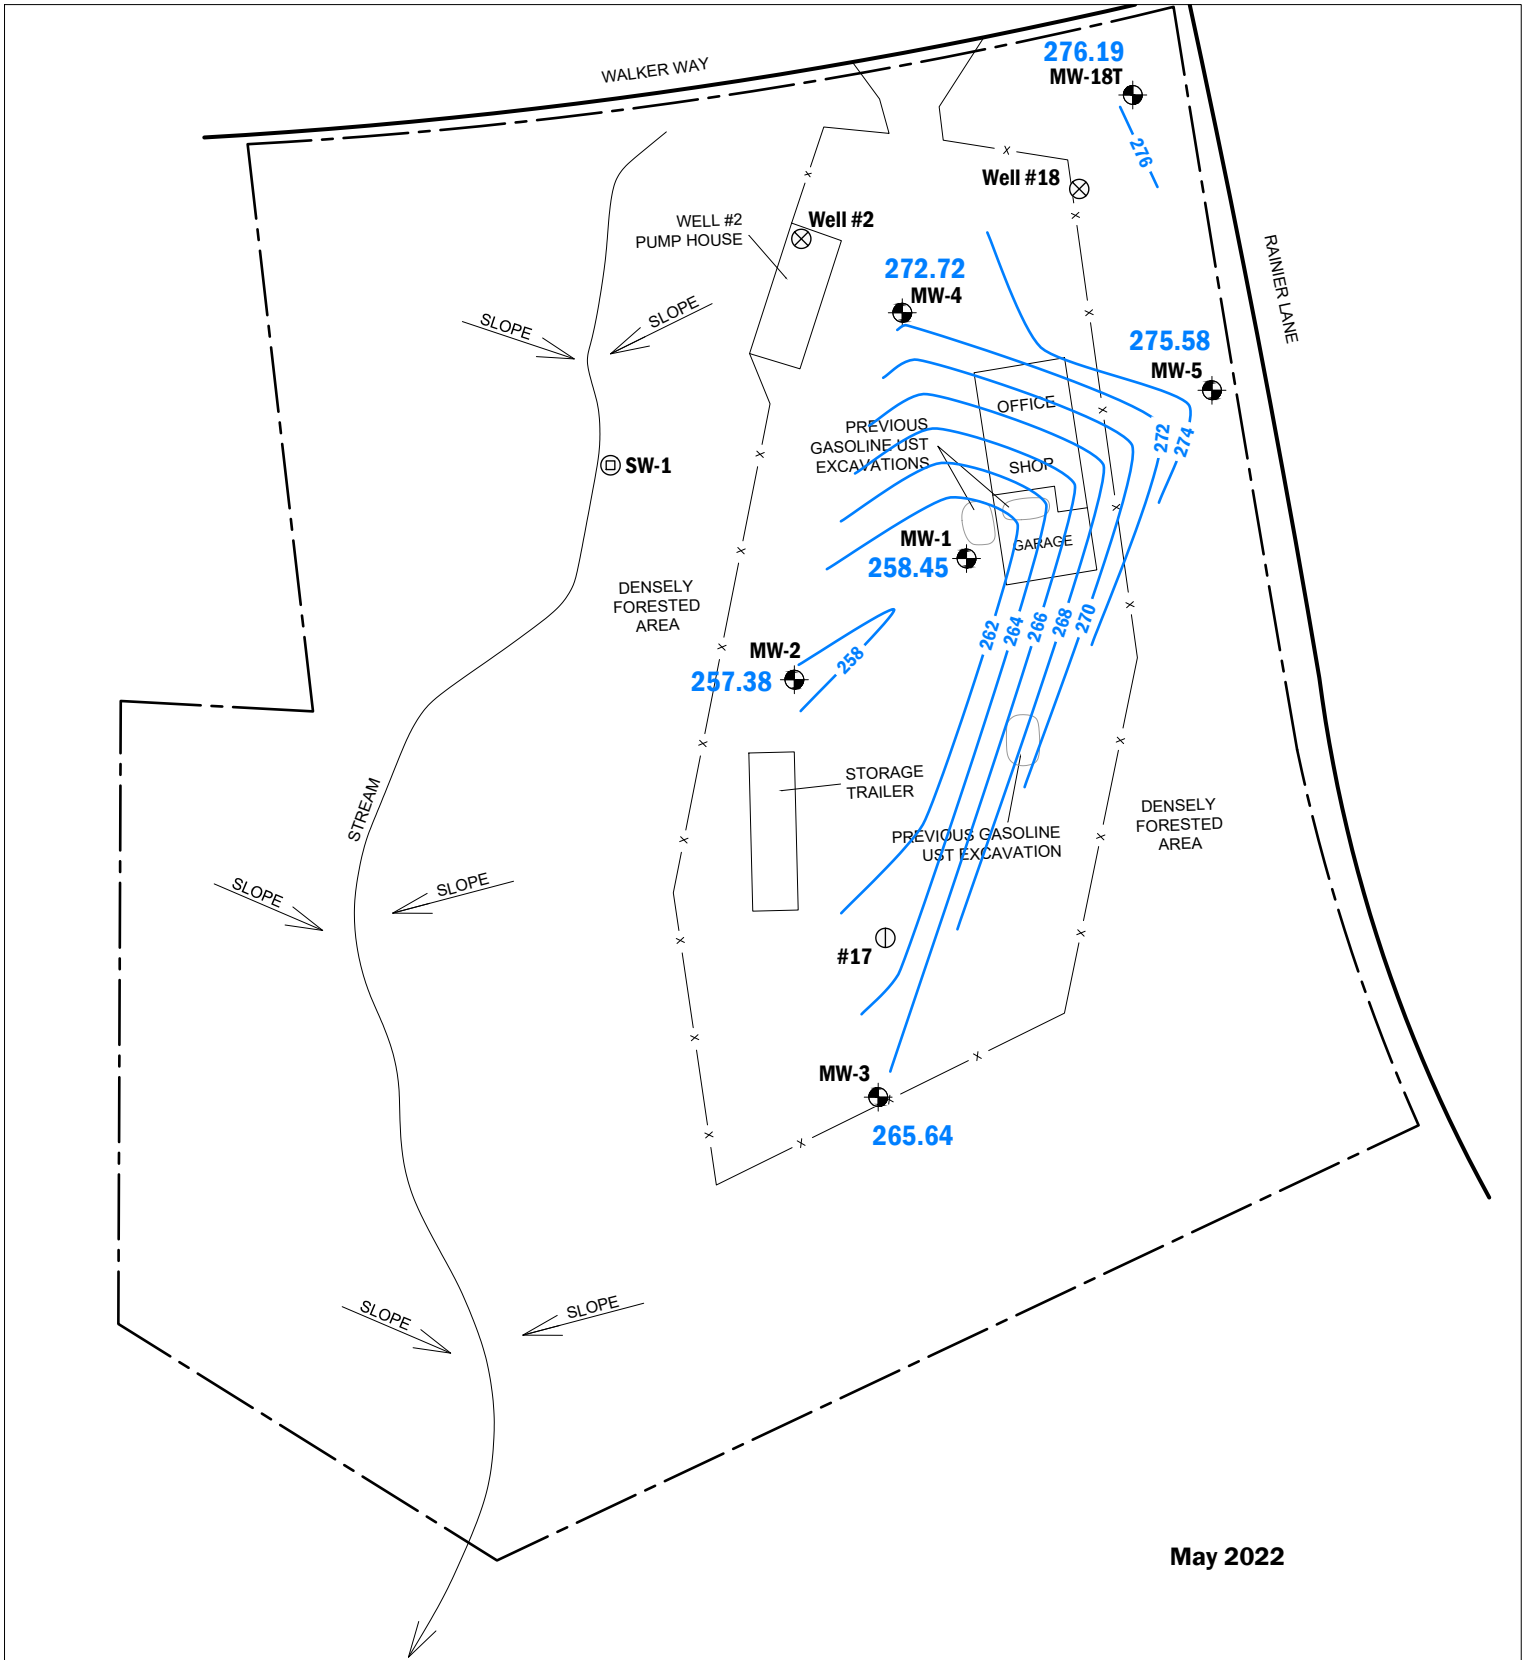 276.19
WALKER WAY
MW-18T
276
Well #18
WELL #2
PUMP HOUSE
Well #2
RAINIER LANE
272.72
MW-4
SLOPE
SLOPE
275.58
MW-5
OFFICE
PREVIOUS
GASOLINE UST
EXCAVATIONS
272
274
SHOP
SW-1
MW-1
258.45
GARAGE
DENSELY
FORESTED
AREA
262
264
266
268
270
MW-2
257.38
258
STORAGE
TRAILER
STREAM
DENSELY
FORESTED
AREA
PREVIOUS GASOLINE
UST EXCAVATION
SLOPE
SLOPE
#17
MW-3
265.64
SLOPE
SLOPE
May 2022